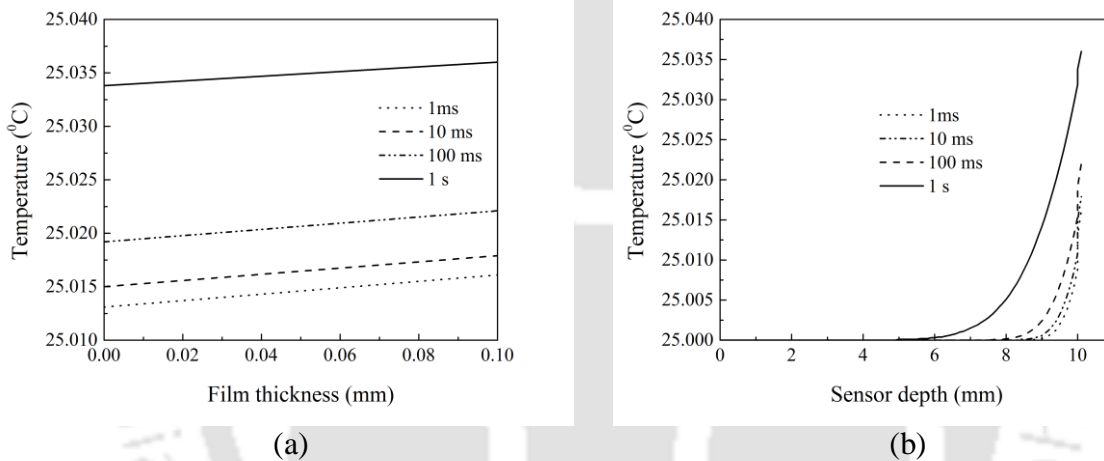 25.040
25.035
25.030
25.025
25.020
25.015
25.010
Temperature (⁰C)
1ms
10 ms
100 ms
1 s
0.00 0.02 0.04 0.06 0.08 0.10
Film thickness (mm)
(a)
25.040
25.035
25.030
25.025
25.020
25.015
25.010
25.005
25.000
Temperature (⁰C)
1ms
10 ms
100 ms
1 s
0 2 4 6 8 10
Sensor depth (mm)
(b)